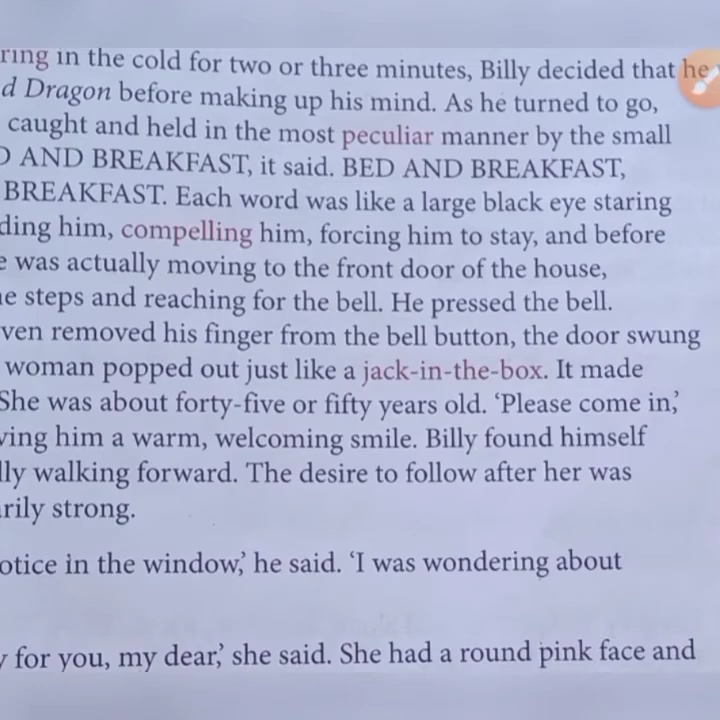 ring in the cold for two or three minutes, Billy decided that he
d Dragon before making up his mind. As he turned to go,
caught and held in the most peculiar manner by the small
D AND BREAKFAST, it said. BED AND BREAKFAST,
BREAKFAST. Each word was like a large black eye staring
ding him, compelling him, forcing him to stay, and before
e was actually moving to the front door of the house,
e steps and reaching for the bell. He pressed the bell.
ven removed his finger from the bell button, the door swung
woman popped out just like a jack-in-the-box. It made
She was about forty-five or fifty years old. ‘Please come in,’
ving him a warm, welcoming smile. Billy found himself
lly walking forward. The desire to follow after her was
rily strong.
otice in the window,’ he said. ‘I was wondering about
y for you, my dear,’ she said. She had a round pink face and